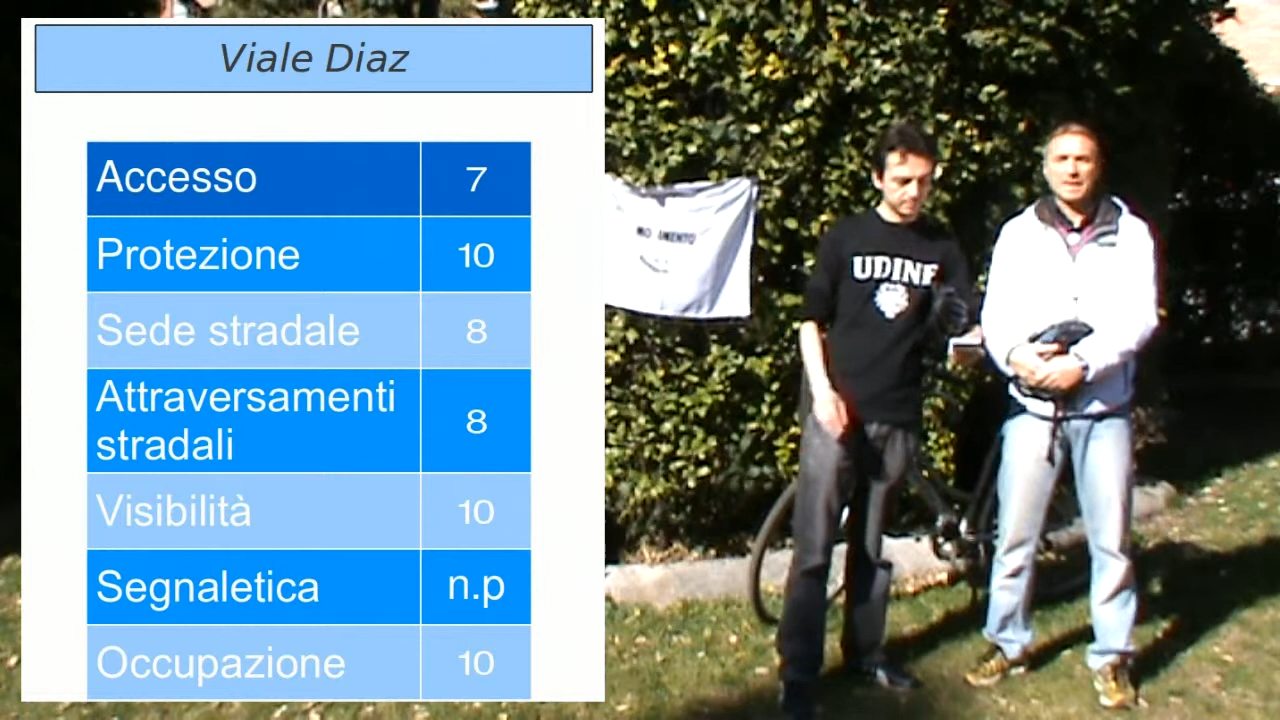 Viale Diaz
Accesso 7
Protezione 10
Sede stradale 8
Attraversamenti
stradali 8
Visibilità 10
Segnaletica n.p
Occupazione 10
UDINE